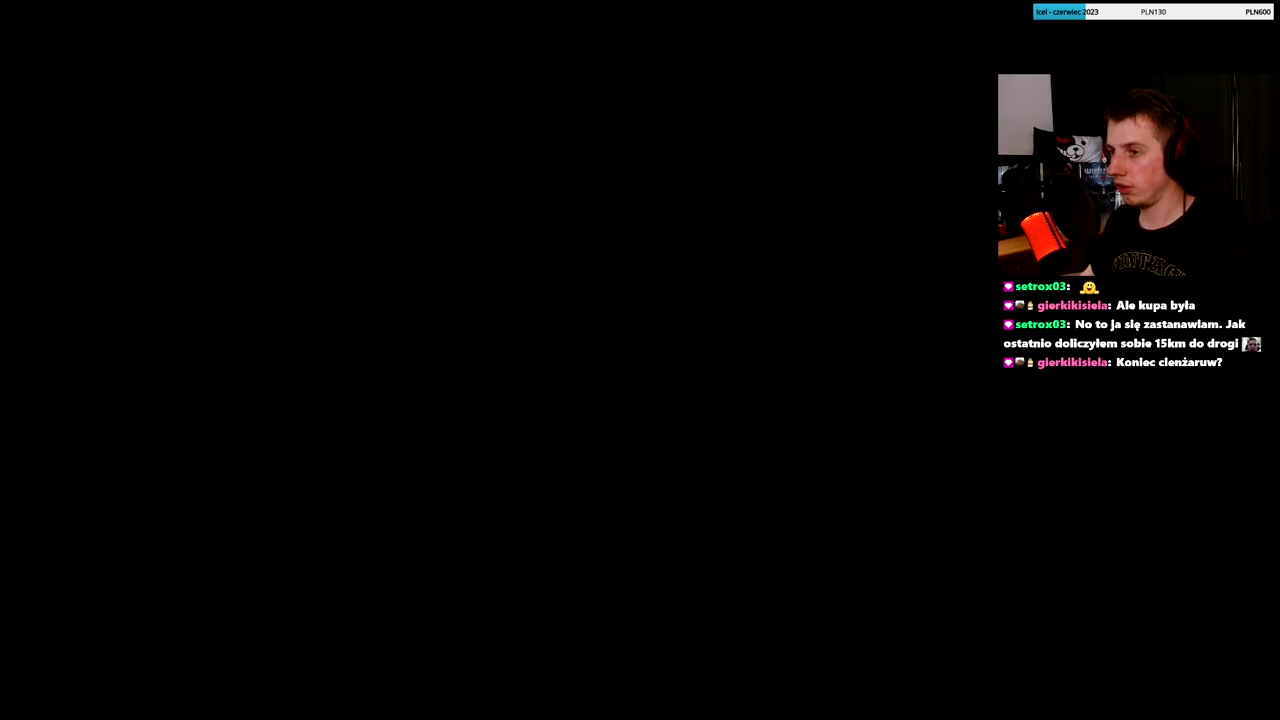 Icel - czerwiec 2023 PLN130 PLN600
setrox03:
gierkikisiela: Ale kupa była
setrox03: No to ja się zastanawiam. Jak
ostatnio doliczyłem sobie 15km do drogi
gierkikisiela: Koniec cienżaruw?